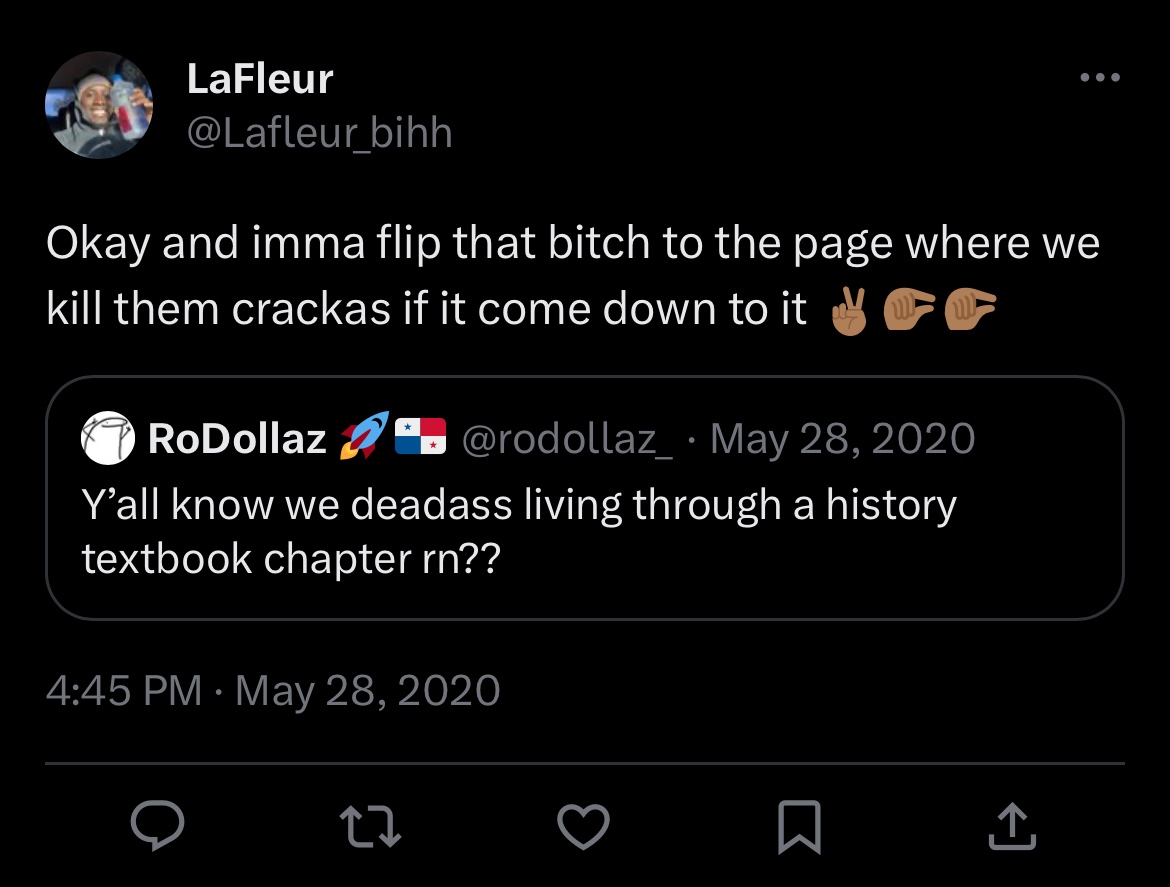 LaFleur
@Lafleur_bihh
Okay and imma flip that bitch to the page where we
kill them crackas if it come down to it ✌🏽👉🏽👉🏽
RoDollaz 🚀🇵🇦 @rodollaz_ · May 28, 2020
Y’all know we deadass living through a history
textbook chapter rn??
4:45 PM · May 28, 2020